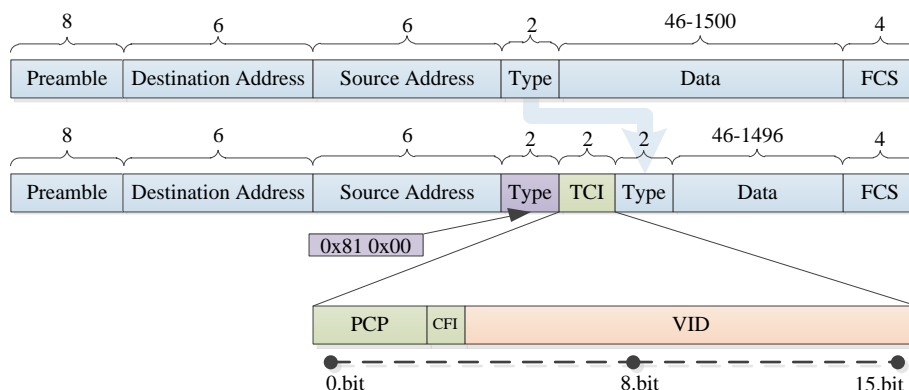 8 6 6 2 46-1500 4
Preamble Destination Address Source Address Type Data FCS
8 6 6 2 2 2 46-1496 4
Preamble Destination Address Source Address Type TCI Type Data FCS
0x81 0x00
PCP CFI VID
0.bit 8.bit 15.bit